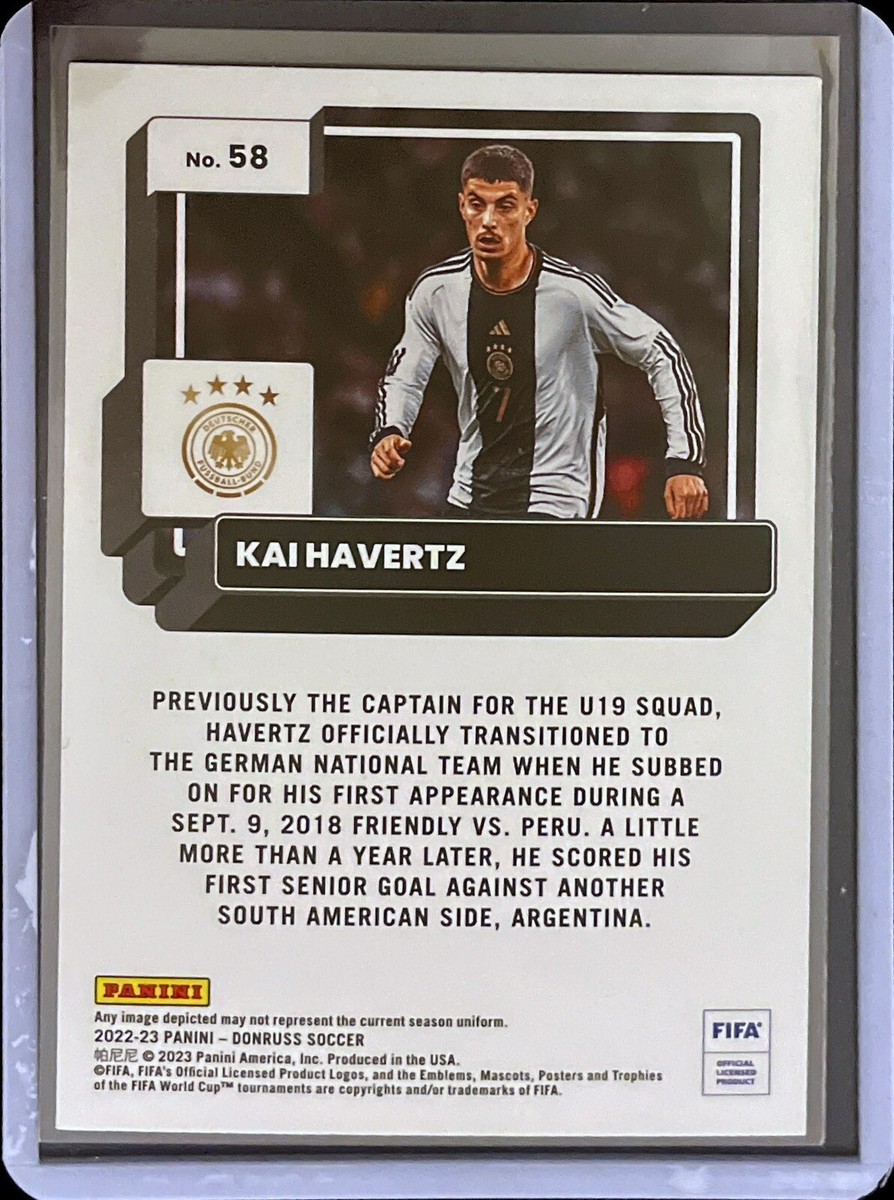 No. 58
DEUTSCHER
FUSSBALL-BUND
7
KAI HAVERTZ
PREVIOUSLY THE CAPTAIN FOR THE U19 SQUAD,
HAVERTZ OFFICIALLY TRANSITIONED TO
THE GERMAN NATIONAL TEAM WHEN HE SUBBED
ON FOR HIS FIRST APPEARANCE DURING A
SEPT. 9, 2018 FRIENDLY VS. PERU. A LITTLE
MORE THAN A YEAR LATER, HE SCORED HIS
FIRST SENIOR GOAL AGAINST ANOTHER
SOUTH AMERICAN SIDE, ARGENTINA.
PANINI
Any image depicted may not represent the current season uniform.
2022-23 PANINI – DONRUSS SOCCER
帕尼尼 © 2023 Panini America, Inc. Produced in the USA.
©FIFA, FIFA's Official Licensed Product Logos, and the Emblems, Mascots, Posters and Trophies
of the FIFA World Cup™ tournaments are copyrights and/or trademarks of FIFA.
FIFA®
OFFICIAL
LICENSED
PRODUCT